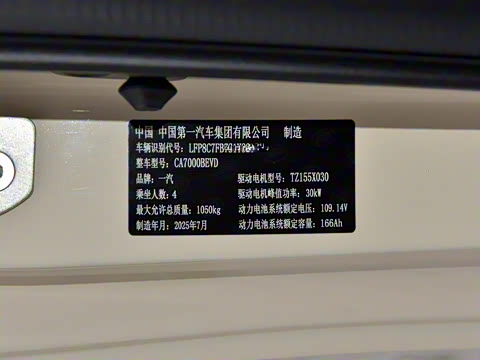 中国 中国第一汽车集团有限公司 制造
车辆识别代号：
整车型号：CA7000BEVD
品牌：一汽 驱动电机型号：TZ155X030
乘坐人数：4 驱动电机峰值功率：30kW
最大允许总质量：1050kg 动力电池系统额定电压：109.14V
制造年月：2025年7月 动力电池系统额定容量：166Ah